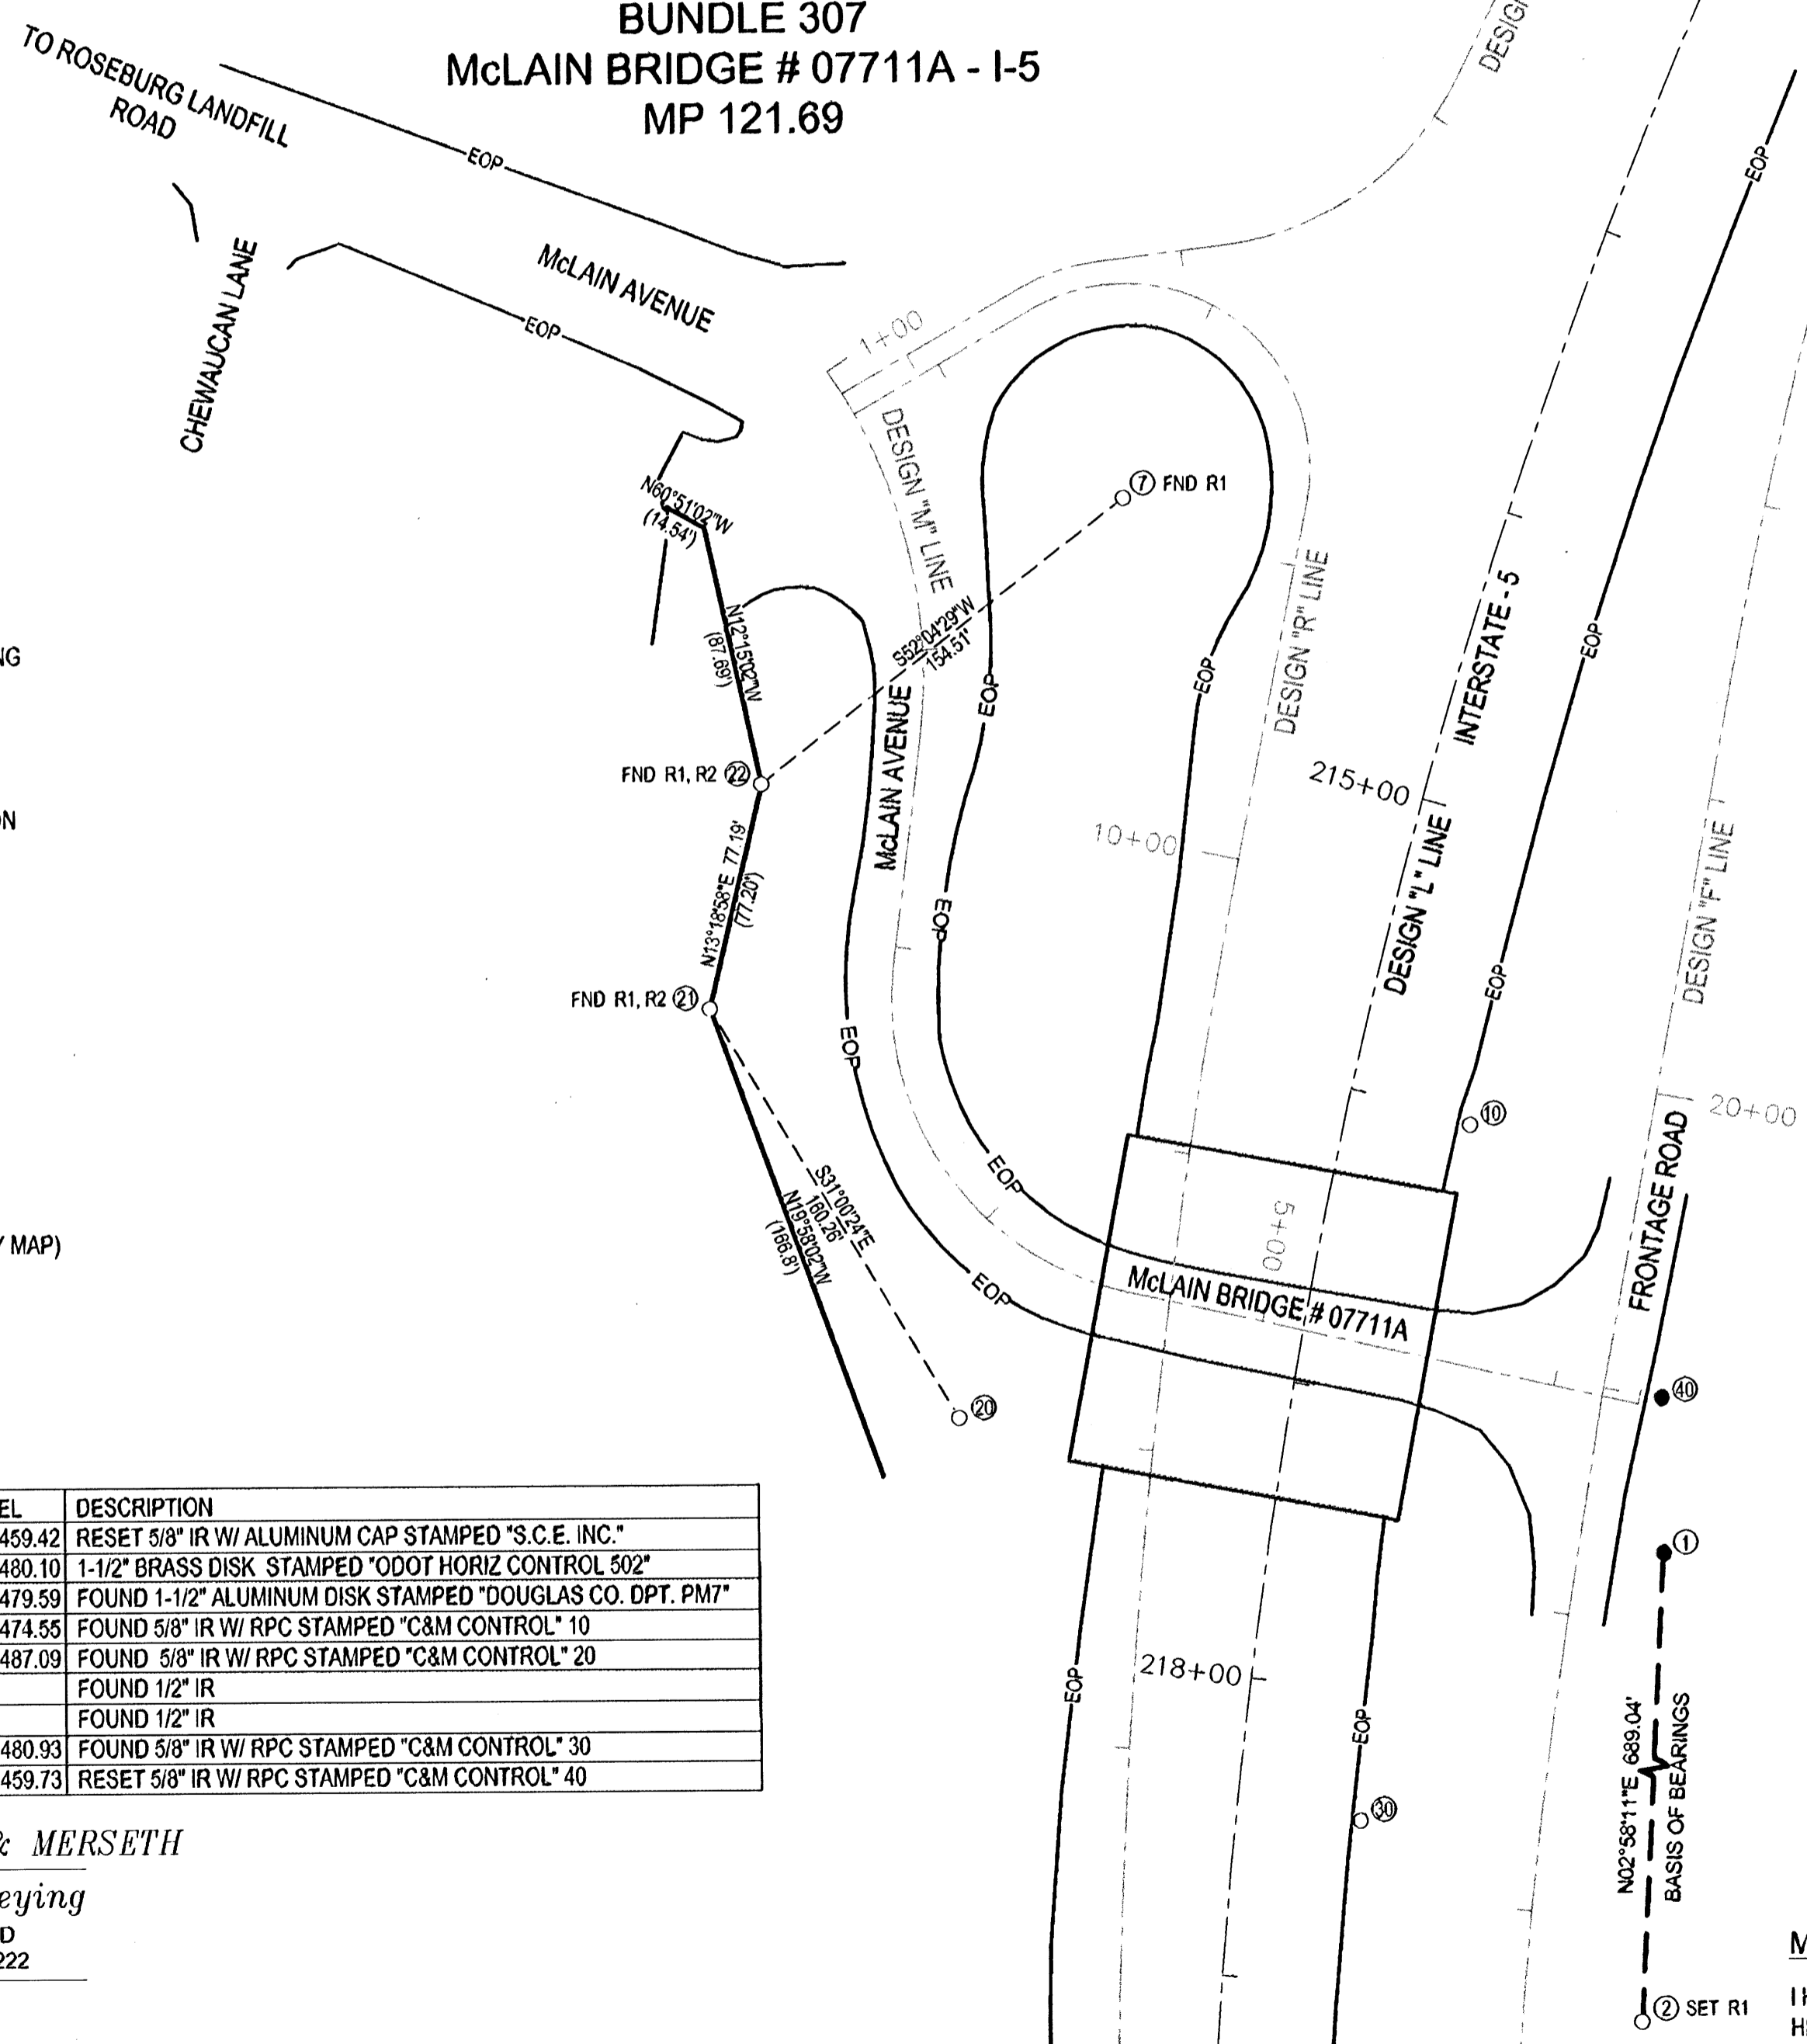 BUNDLE 307
McLAIN BRIDGE # 07711A - I-5
MP 121.69
TO ROSEBURG LANDFILL
ROAD
EOP
McLAIN AVENUE
EOP
CHEWAUCAN LANE
DESIGN "M" LINE
1+00
N60°51'02"W
(14.54')
7 FND R1
N12°15'02"W
(87.69')
S52°04'29"W
154.51'
FND R1, R2 22
N13°18'58"E 77.19'
(77.20')
FND R1, R2 21
McLAIN AVENUE
EOP
EOP
EOP
EOP
DESIGN "R" LINE
10+00
215+00
INTERSTATE - 5
DESIGN "L" LINE
EOP
EOP
EOP
DESIGN "F" LINE
10
20+00
FRONTAGE ROAD
EOP
EOP
5+00
McLAIN BRIDGE # 07711A
S31°00'24"E
160.26'
N19°58'02"W
(166.8')
20
40
1
218+00
EOP
EOP
30
N02°58'11"E 689.04'
BASIS OF BEARINGS
2 SET R1
NG
ON
Y MAP)
EL DESCRIPTION
459.42 RESET 5/8" IR W/ ALUMINUM CAP STAMPED "S.C.E. INC."
480.10 1-1/2" BRASS DISK STAMPED "ODOT HORIZ CONTROL 502"
479.59 FOUND 1-1/2" ALUMINUM DISK STAMPED "DOUGLAS CO. DPT. PM7"
474.55 FOUND 5/8" IR W/ RPC STAMPED "C&M CONTROL" 10
487.09 FOUND 5/8" IR W/ RPC STAMPED "C&M CONTROL" 20
FOUND 1/2" IR
FOUND 1/2" IR
480.93 FOUND 5/8" IR W/ RPC STAMPED "C&M CONTROL" 30
459.73 RESET 5/8" IR W/ RPC STAMPED "C&M CONTROL" 40
& MERSETH
eying
D
222